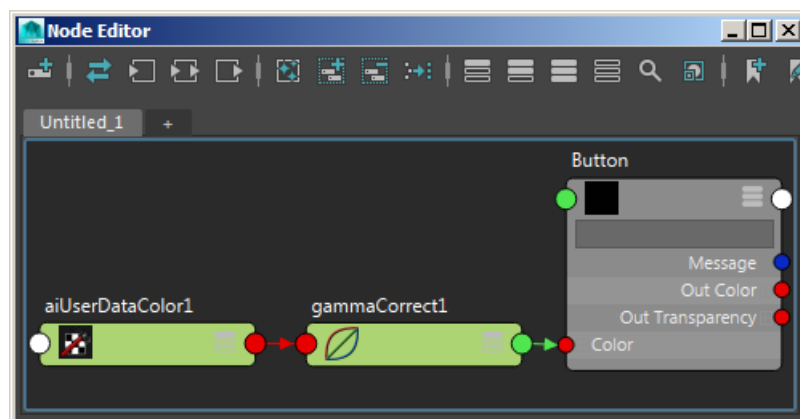 Node Editor
Untitled_1 +
Button
Message
Out Color
Out Transparency
Color
aiUserDataColor1
gammaCorrect1